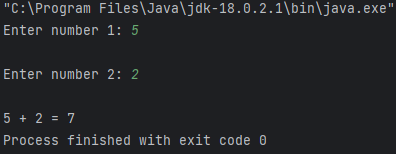 "C:\Program Files\Java\jdk-18.0.2.1\bin\java.exe"
Enter number 1: 5
Enter number 2: 2
5 + 2 = 7
Process finished with exit code 0